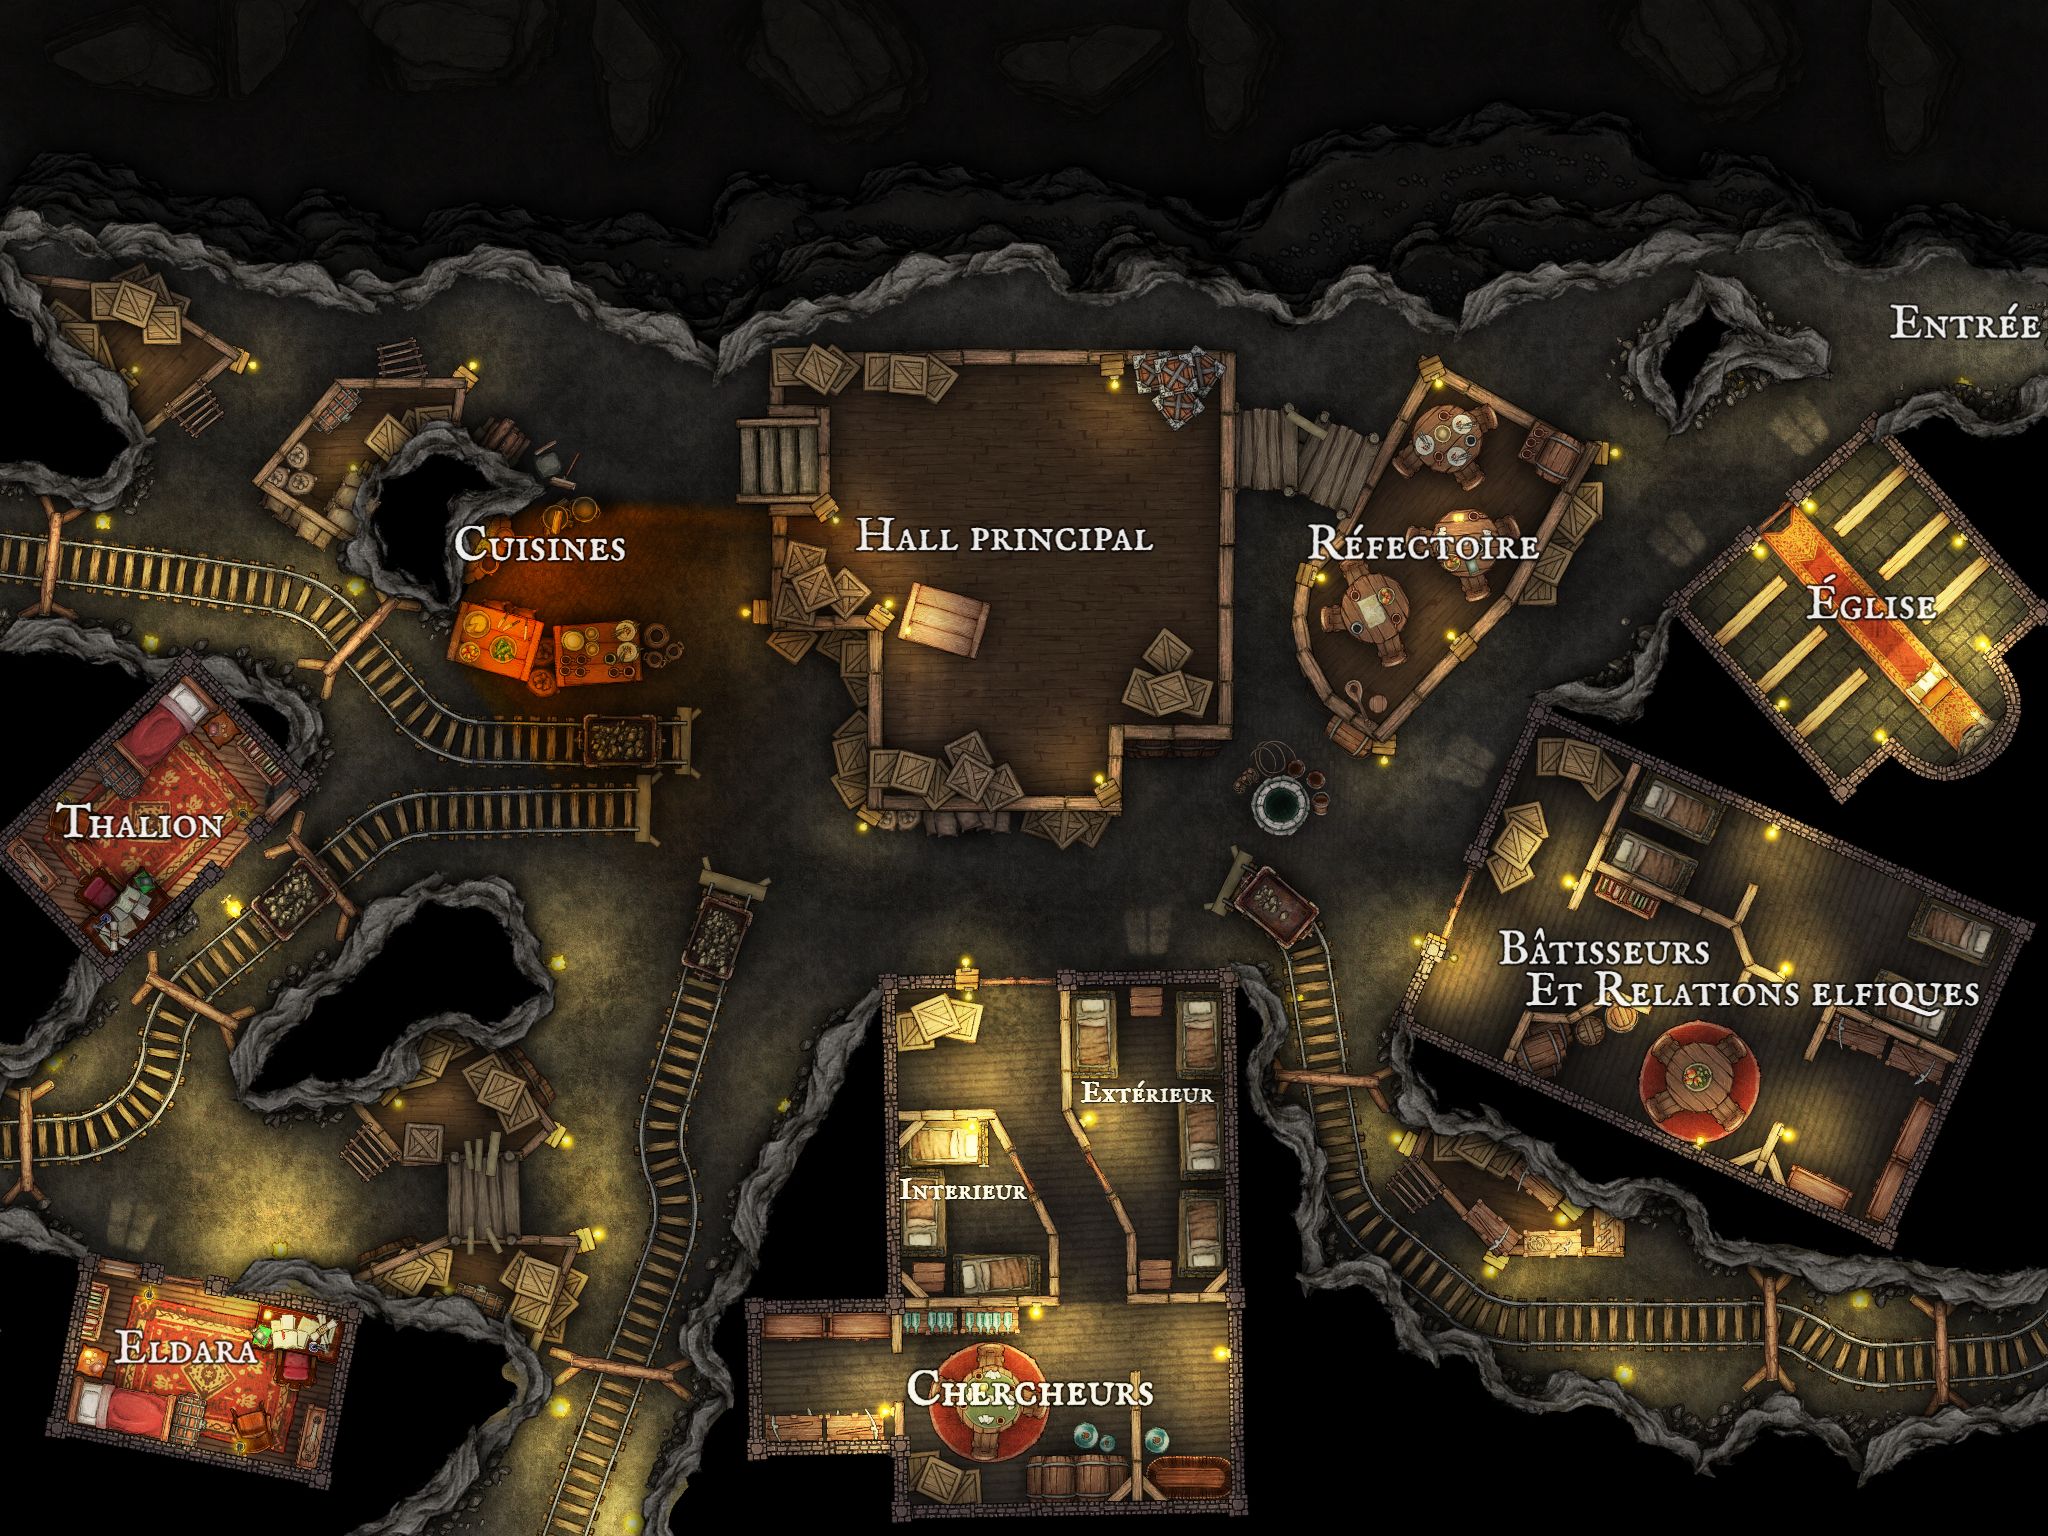 Entrée
Cuisines
Hall principal
Réfectoire
Église
Thalion
Bâtisseurs
Et Relations elfiques
Extérieur
Interieur
Eldara
Chercheurs